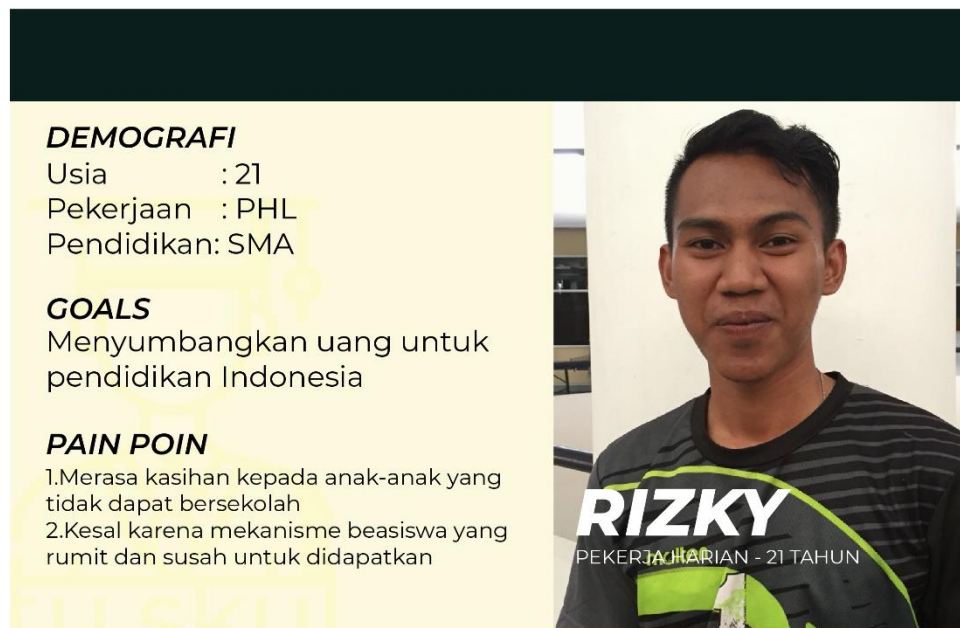 DEMOGRAFI
Usia : 21
Pekerjaan : PHL
Pendidikan: SMA
GOALS
Menyumbangkan uang untuk
pendidikan Indonesia
PAIN POIN
1.Merasa kasihan kepada anak-anak yang
tidak dapat bersekolah
2.Kesal karena mekanisme beasiswa yang
rumit dan susah untuk didapatkan
RIZKY
PEKERJA HARIAN - 21 TAHUN